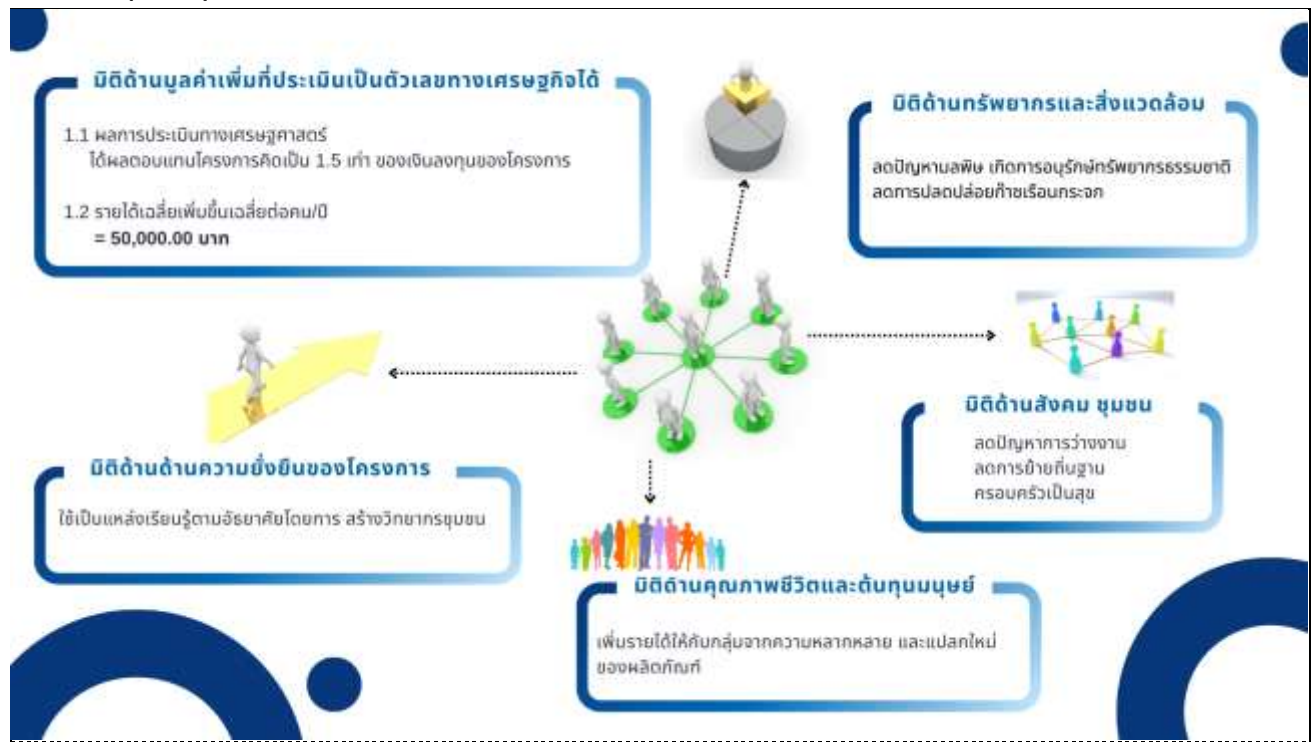 มิติด้านมูลค่าเพิ่มที่ประเมินเป็นตัวเลขทางเศรษฐกิจได้
1.1 ผลการประเมินทางเศรษฐศาสตร์
ได้ผลตอบแทนโครงการคิดเป็น 1.5 เท่า ของเงินลงทุนของโครงการ
1.2 รายได้เฉลี่ยเพิ่มขึ้นเฉลี่ยต่อคน/ปี
= 50,000.00 บาท
มิติด้านทรัพยากรและสิ่งแวดล้อม
ลดปัญหามลพิษ เกิดการอนุรักษ์ทรัพยากรธรรมชาติ
ลดการปลดปล่อยก๊าซเรือนกระจก
มิติด้านสังคม ชุมชน
ลดปัญหาการว่างงาน
ลดการย้ายถิ่นฐาน
ครอบครัวเป็นสุข
มิติด้านด้านความยั่งยืนของโครงการ
ใช้เป็นแหล่งเรียนรู้ตามอัธยาศัยโดยการ สร้างวิทยากรชุมชน
มิติด้านคุณภาพชีวิตและต้นทุนมนุษย์
เพิ่มรายได้ให้กับกลุ่มจากความหลากหลาย และแปลกใหม่
ของผลิตภัณฑ์